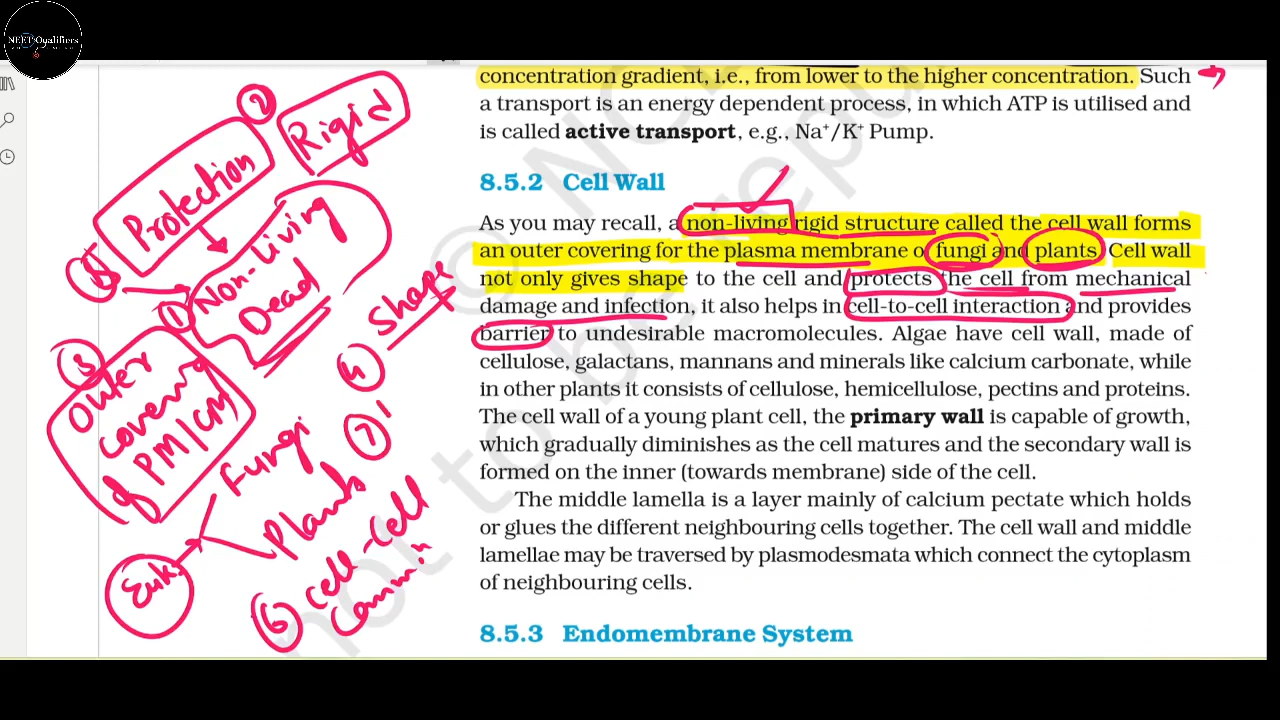 NEET Qualifiers
concentration gradient, i.e., from lower to the higher concentration. Such
a transport is an energy dependent process, in which ATP is utilised and
is called active transport, e.g., Na⁺/K⁺ Pump.
8.5.2 Cell Wall
As you may recall, a non-living rigid structure called the cell wall forms
an outer covering for the plasma membrane of fungi and plants. Cell wall
not only gives shape to the cell and protects the cell from mechanical
damage and infection, it also helps in cell-to-cell interaction and provides
barrier to undesirable macromolecules. Algae have cell wall, made of
cellulose, galactans, mannans and minerals like calcium carbonate, while
in other plants it consists of cellulose, hemicellulose, pectins and proteins.
The cell wall of a young plant cell, the primary wall is capable of growth,
which gradually diminishes as the cell matures and the secondary wall is
formed on the inner (towards membrane) side of the cell.
The middle lamella is a layer mainly of calcium pectate which holds
or glues the different neighbouring cells together. The cell wall and middle
lamellae may be traversed by plasmodesmata which connect the cytoplasm
of neighbouring cells.
8.5.3 Endomembrane System
② Rigid
Protection
① Non-Living
Dead
④ Shape
③ Outer
covering
of PM/CM
Fungi
Plants
Euk
⑥ Cell-Cell